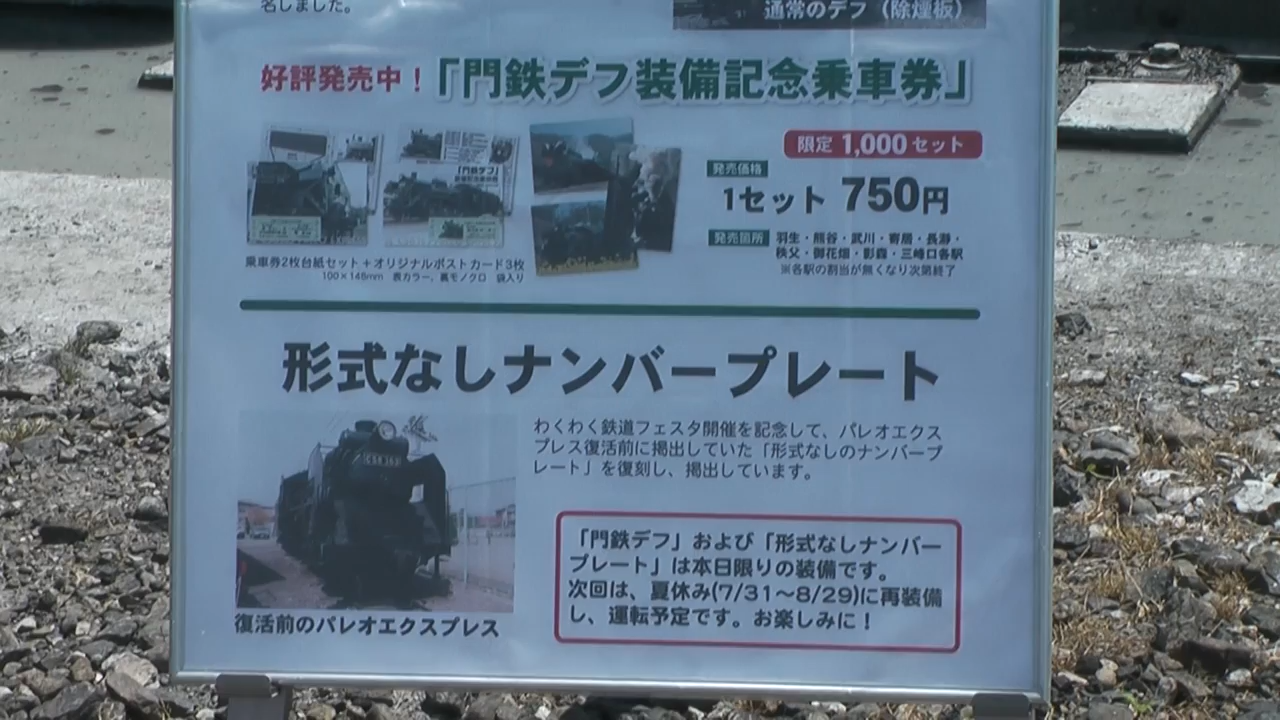 名しました。
通常のデフ（除煙板）
好評発売中！「門鉄デフ装備記念乗車券」
限定 1,000 セット
発売価格
1セット 750円
発売箇所
羽生・熊谷・武川・寄居・長瀞・
秩父・御花畑・影森・三峰口各駅
※各駅の割当が無くなり次第終了
「門鉄デフ」
乗車券2枚台紙セット＋オリジナルポストカード3枚
100×148mm 表カラー、裏モノクロ 袋入り
形式なしナンバープレート
わくわく鉄道フェスタ開催を記念して、パレオエクス
プレス復活前に掲出していた「形式なしのナンバープ
レート」を復刻し、掲出しています。
C58 363
復活前のパレオエクスプレス
「門鉄デフ」および「形式なしナンバー
プレート」は本日限りの装備です。
次回は、夏休み(7/31～8/29)に再装備
し、運転予定です。お楽しみに！